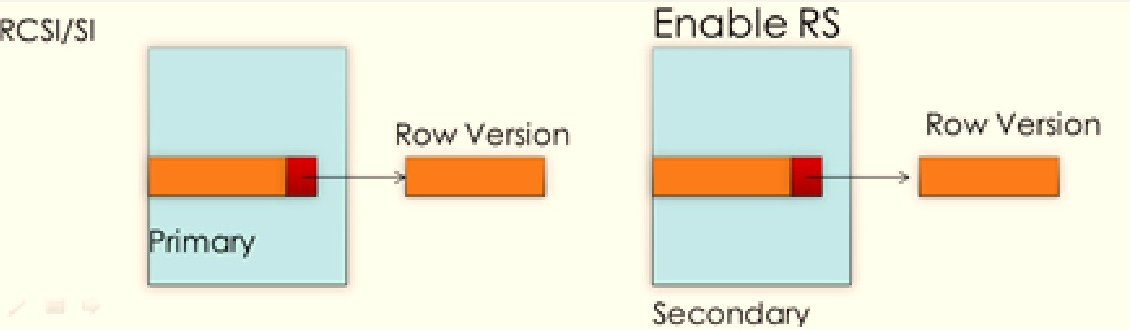 RCSI/SI
Enable RS
Row Version
Row Version
Primary
Secondary